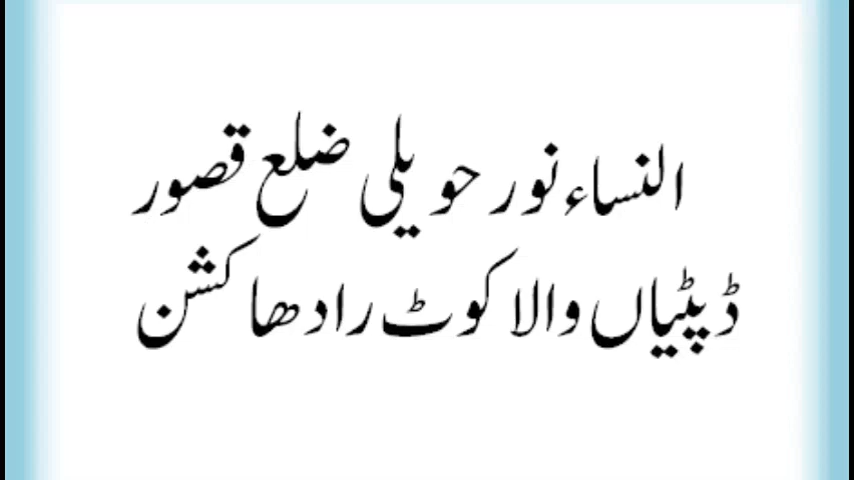 النساء نور حویلی ضلع قصور
ڈپٹیاں والا کوٹ رادھا کشن